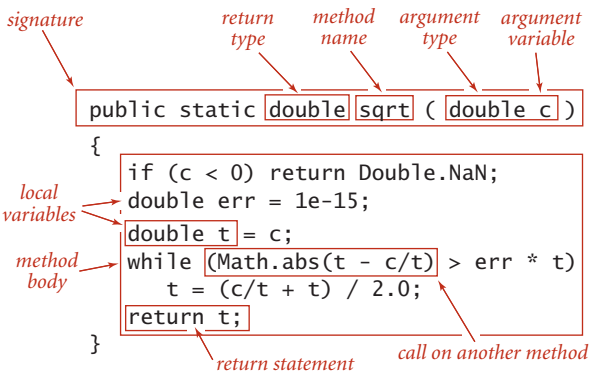 signature
return type
method name
argument type
argument variable
public static double sqrt ( double c )
{
if (c < 0) return Double.NaN;
local variables
double err = 1e-15;
double t = c;
method body
while (Math.abs(t - c/t) > err * t)
t = (c/t + t) / 2.0;
return t;
}
return statement
call on another method